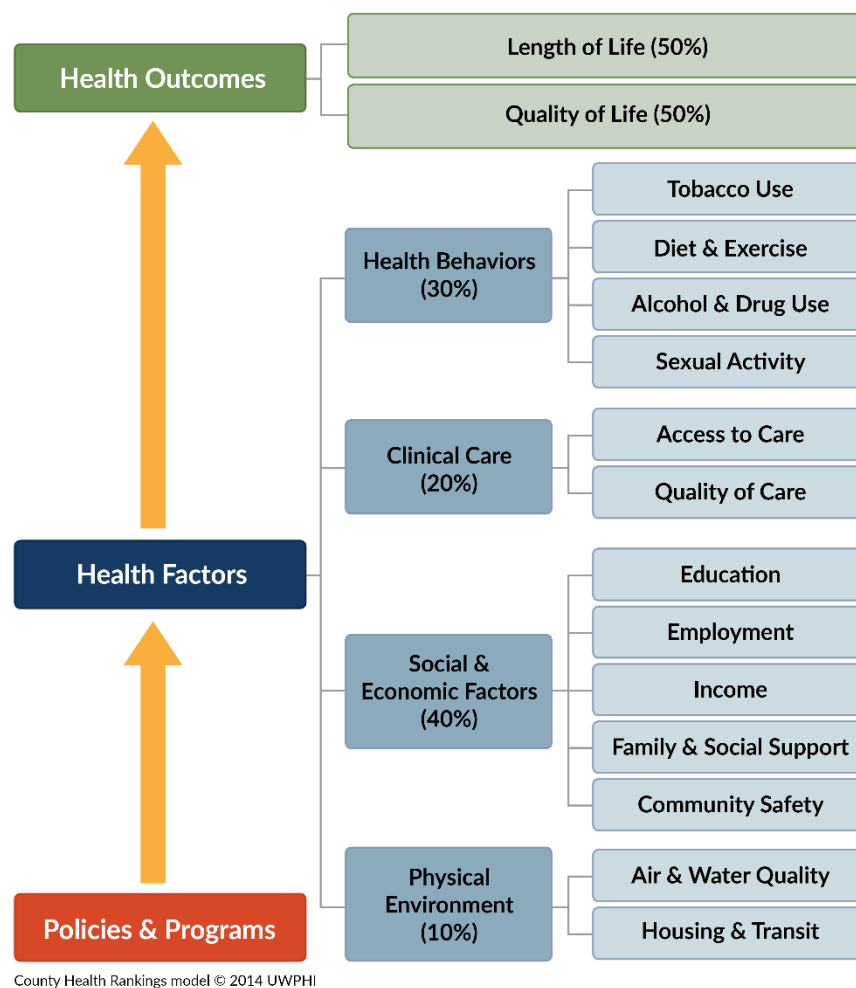 Health Outcomes
Length of Life (50%)
Quality of Life (50%)
Health Behaviors
(30%)
Tobacco Use
Diet & Exercise
Alcohol & Drug Use
Sexual Activity
Clinical Care
(20%)
Access to Care
Quality of Care
Health Factors
Social &
Economic Factors
(40%)
Education
Employment
Income
Family & Social Support
Community Safety
Physical
Environment
(10%)
Air & Water Quality
Housing & Transit
Policies & Programs
County Health Rankings model © 2014 UWPHI